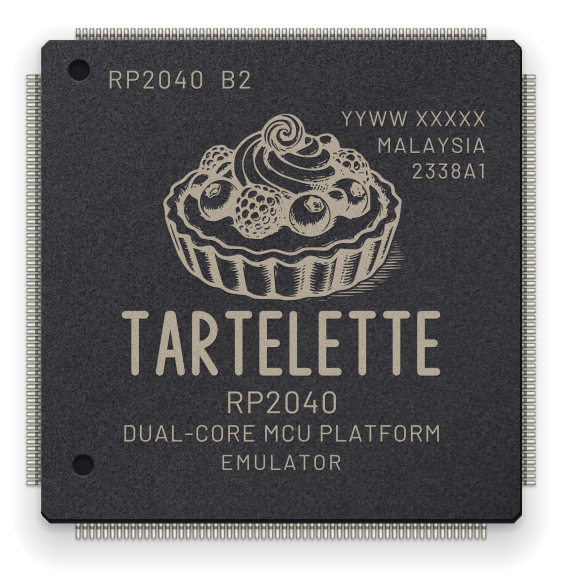 RP2040 B2
YYWW XXXXX
MALAYSIA
2338A1
TARTELETTE
RP2040
DUAL-CORE MCU PLATFORM
EMULATOR